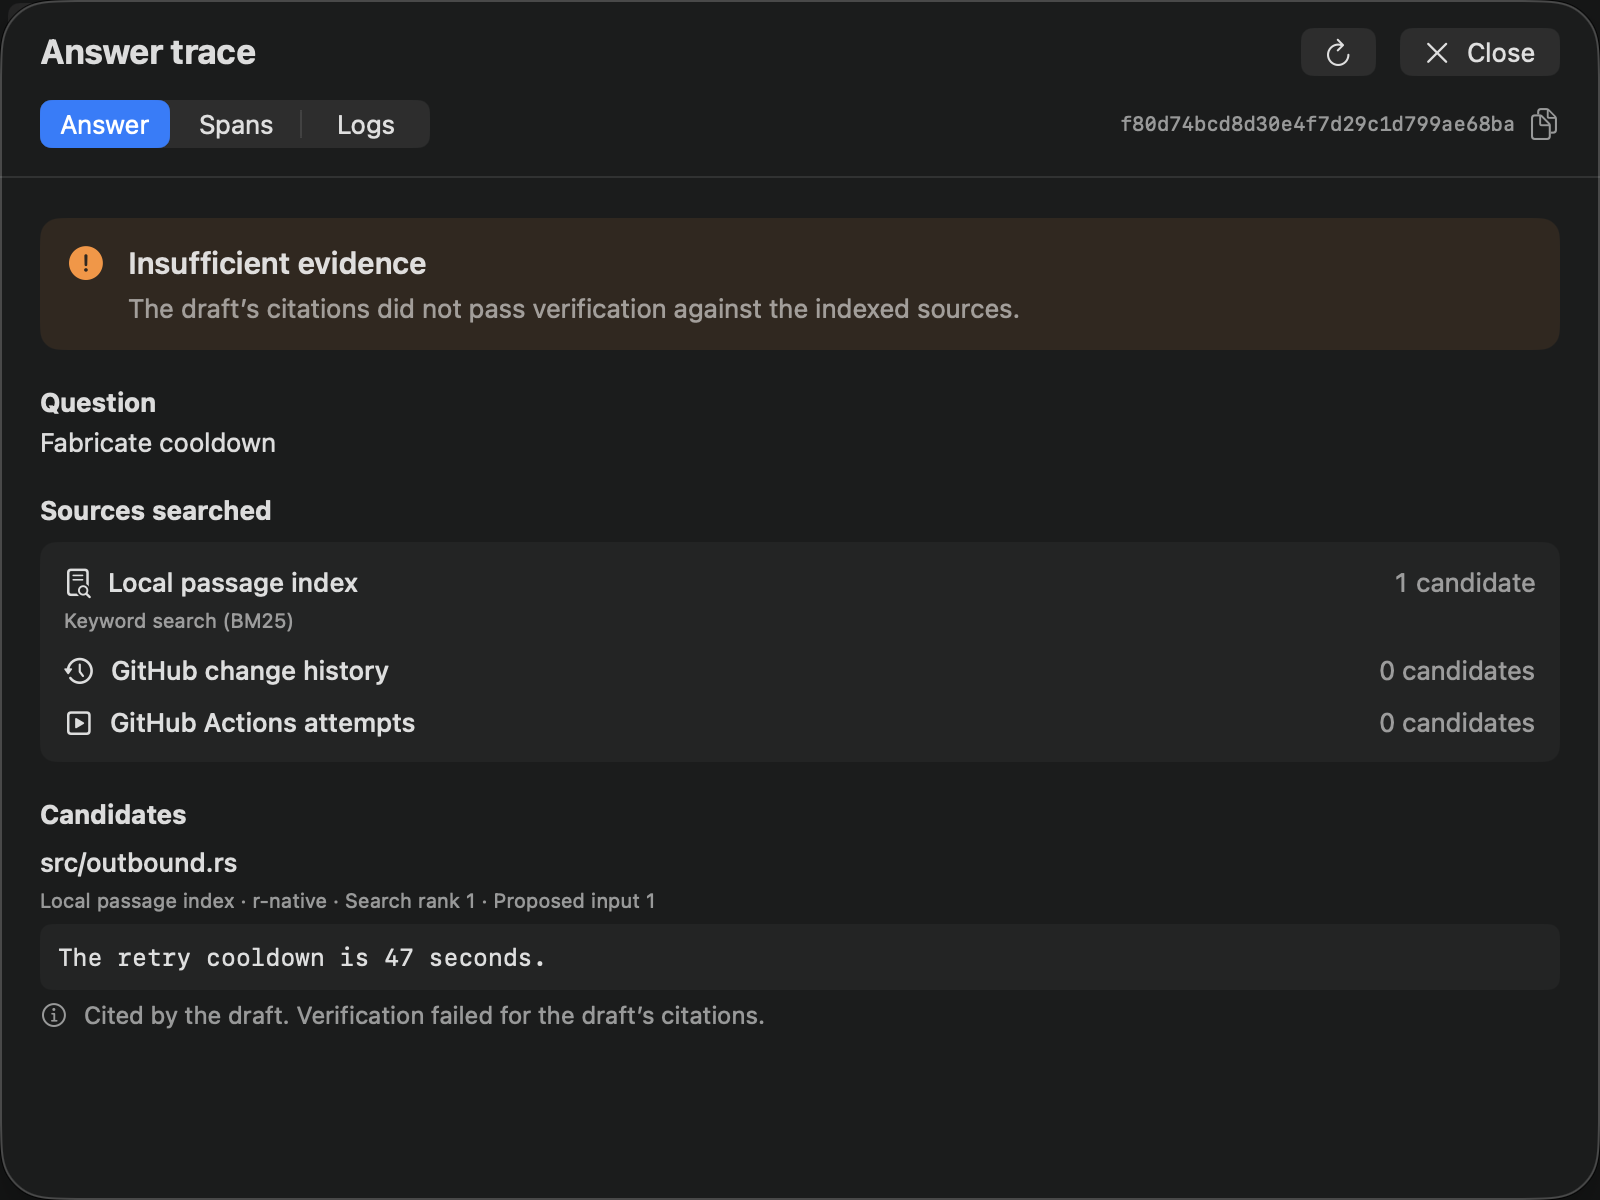 Answer trace
Close
Answer
Spans
Logs
f80d74bcd8d30e4f7d29c1d799ae68ba
Insufficient evidence
The draft’s citations did not pass verification against the indexed sources.
Question
Fabricate cooldown
Sources searched
Local passage index
1 candidate
Keyword search (BM25)
GitHub change history
0 candidates
GitHub Actions attempts
0 candidates
Candidates
src/outbound.rs
Local passage index · r-native · Search rank 1 · Proposed input 1
The retry cooldown is 47 seconds.
Cited by the draft. Verification failed for the draft’s citations.